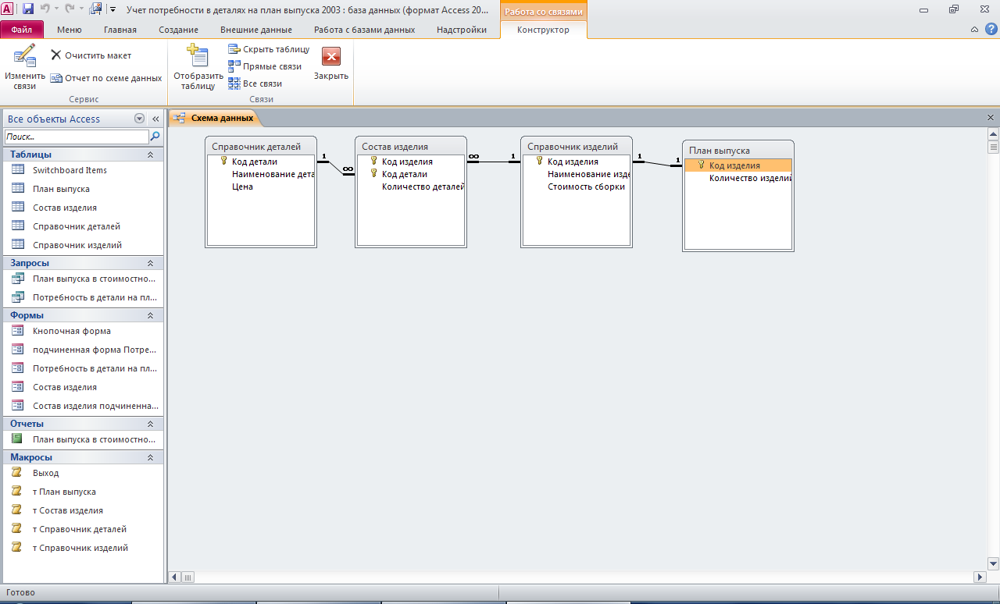 Учет потребности в деталях на план выпуска 2003 : база данных (формат Access 20...
Работа со связями
Файл
Меню
Главная
Создание
Внешние данные
Работа с базами данных
Надстройки
Конструктор
Изменить связи
Очистить макет
Отчет по схеме данных
Сервис
Отобразить таблицу
Скрыть таблицу
Прямые связи
Все связи
Закрыть
Связи
Все объекты Access
Поиск...
Таблицы
Switchboard Items
План выпуска
Состав изделия
Справочник деталей
Справочник изделий
Запросы
План выпуска в стоимостно...
Потребность в детали на пл...
Формы
Кнопочная форма
подчиненная форма Потре...
Потребность в детали на пл...
Состав изделия
Состав изделия подчиненна...
Отчеты
План выпуска в стоимостно...
Макросы
Выход
т План выпуска
т Состав изделия
т Справочник деталей
т Справочник изделий
Схема данных
Справочник деталей
Код детали
Наименование дета
Цена
1
∞
Состав изделия
Код изделия
Код детали
Количество деталей
∞
1
Справочник изделий
Код изделия
Наименование изде
Стоимость сборки
1
1
План выпуска
Код изделия
Количество изделий
Готово